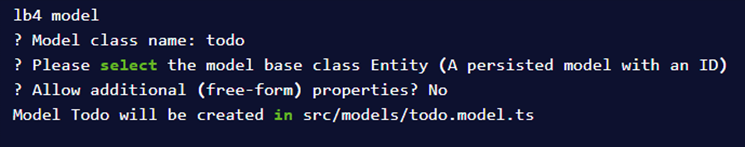 lb4 model
? Model class name: todo
? Please select the model base class Entity (A persisted model with an ID)
? Allow additional (free-form) properties? No
Model Todo will be created in src/models/todo.model.ts